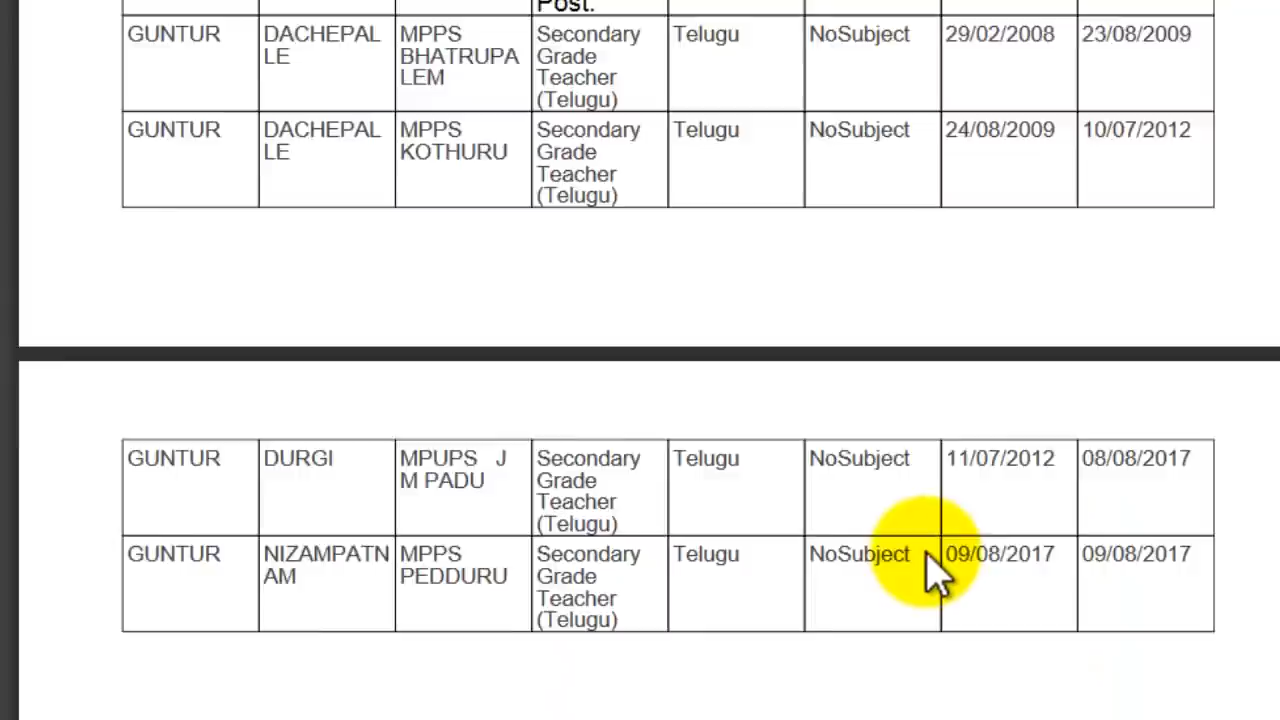 Post.
GUNTUR DACHEPAL MPPS Secondary Telugu NoSubject 29/02/2008 23/08/2009
LE BHATRUPA Grade
LEM Teacher
(Telugu)
GUNTUR DACHEPAL MPPS Secondary Telugu NoSubject 24/08/2009 10/07/2012
LE KOTHURU Grade
Teacher
(Telugu)
GUNTUR DURGI MPUPS J Secondary Telugu NoSubject 11/07/2012 08/08/2017
M PADU Grade
Teacher
(Telugu)
GUNTUR NIZAMPATN MPPS Secondary Telugu NoSubject 09/08/2017 09/08/2017
AM PEDDURU Grade
Teacher
(Telugu)